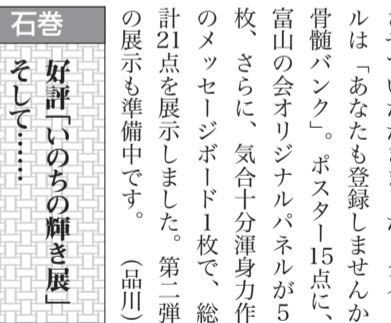 ルは「あなたも登録しませんか
骨髄バンク」。ポスター15点に、
富山の会オリジナルパネルが5
枚、さらに、気合十分渾身力作
のメッセージボード1枚で、総
計21点を展示しました。第二弾
の展示も準備中です。　（品川）
石巻
好評「いのちの輝き展」
そして……